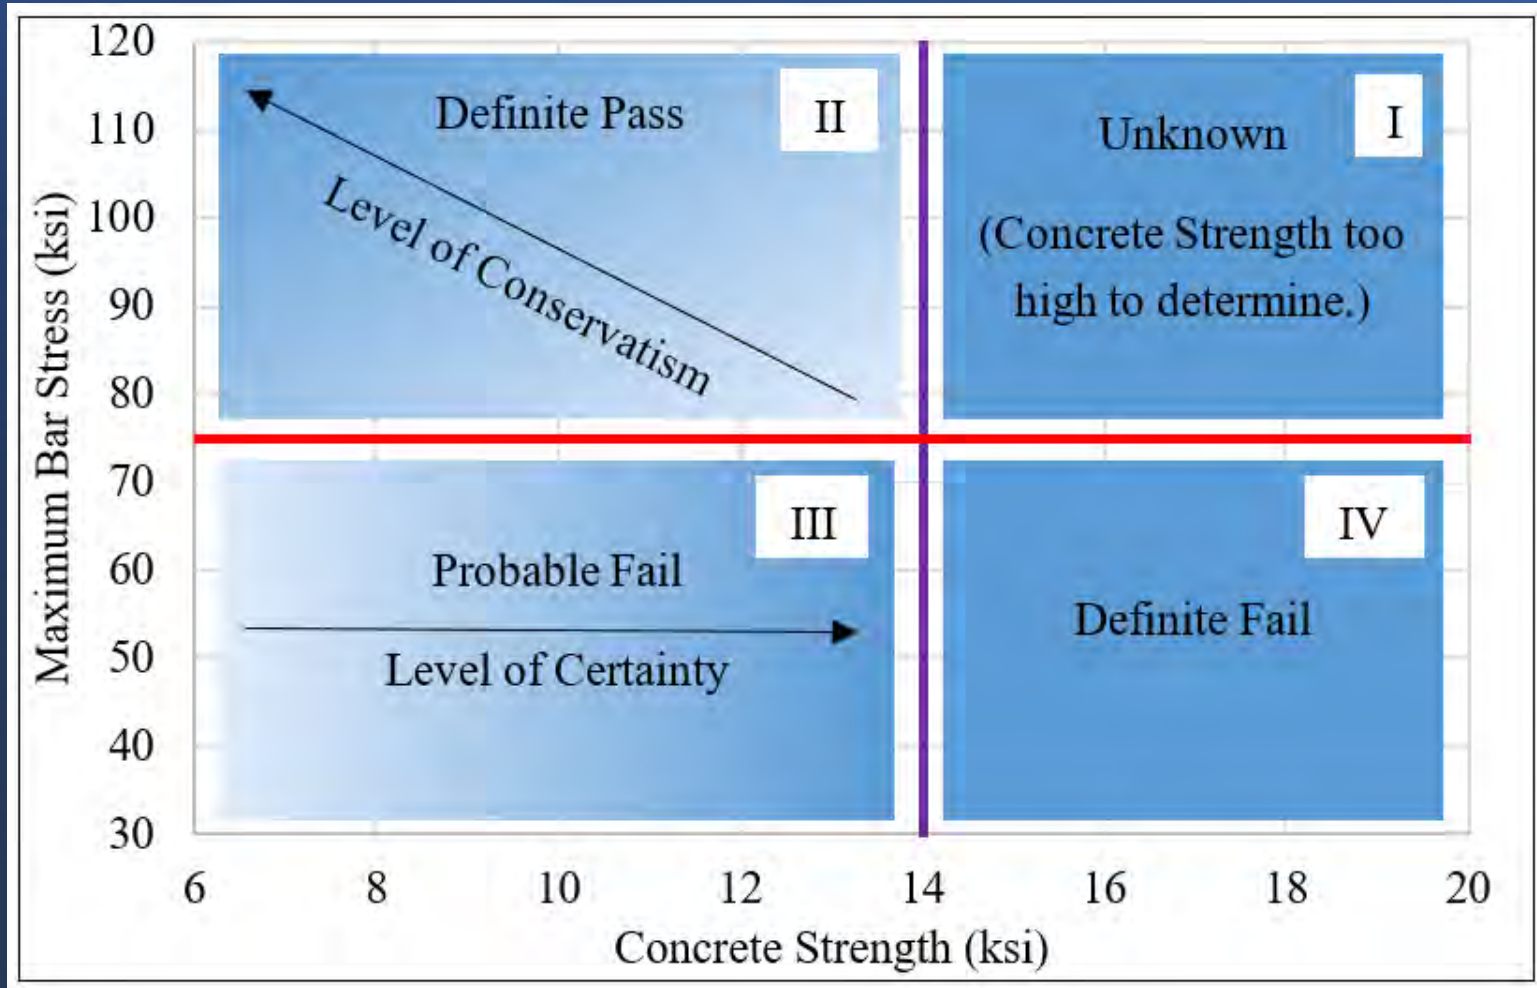 120
110
100
90
80
70
60
50
40
30
Maximum Bar Stress (ksi)
Definite Pass
II
Level of Conservatism
Unknown
I
(Concrete Strength too
high to determine.)
III
Probable Fail
Level of Certainty
IV
Definite Fail
6 8 10 12 14 16 18 20
Concrete Strength (ksi)